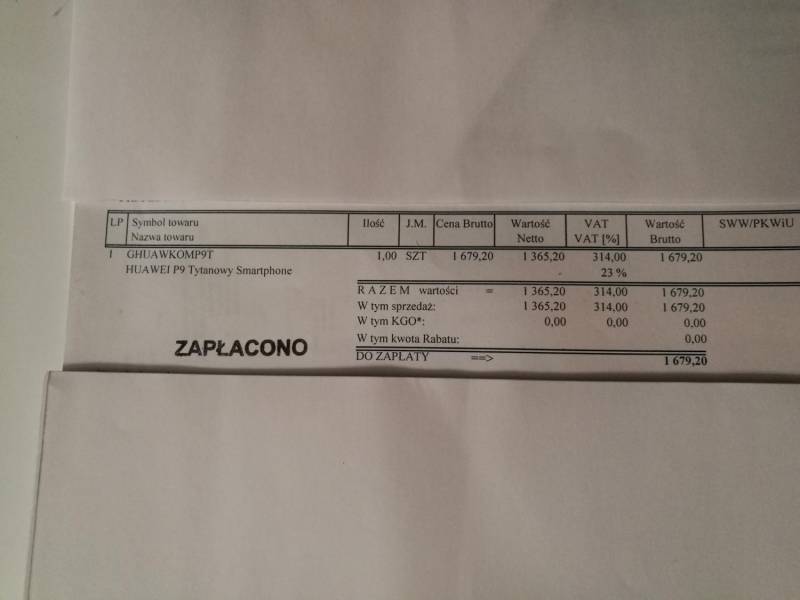 LP Symbol towaru Ilość J.M. Cena Brutto Wartość VAT Wartość SWW/PKWiU
Nazwa towaru Netto VAT [%] Brutto
1 GHUAWKOMP9T 1,00 SZT 1 679,20 1 365,20 314,00 1 679,20
HUAWEI P9 Tytanowy Smartphone 23 %
R A Z E M wartości = 1 365,20 314,00 1 679,20
W tym sprzedaż: 1 365,20 314,00 1 679,20
W tym KGO*: 0,00 0,00 0,00
W tym kwota Rabatu: 0,00
ZAPŁACONO
DO ZAPŁATY ==> 1 679,20